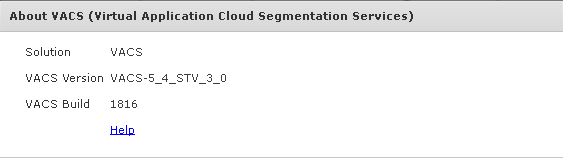 About VACS (Virtual Application Cloud Segmentation Services)
Solution VACS
VACS Version VACS-5_4_STV_3_0
VACS Build 1816
Help